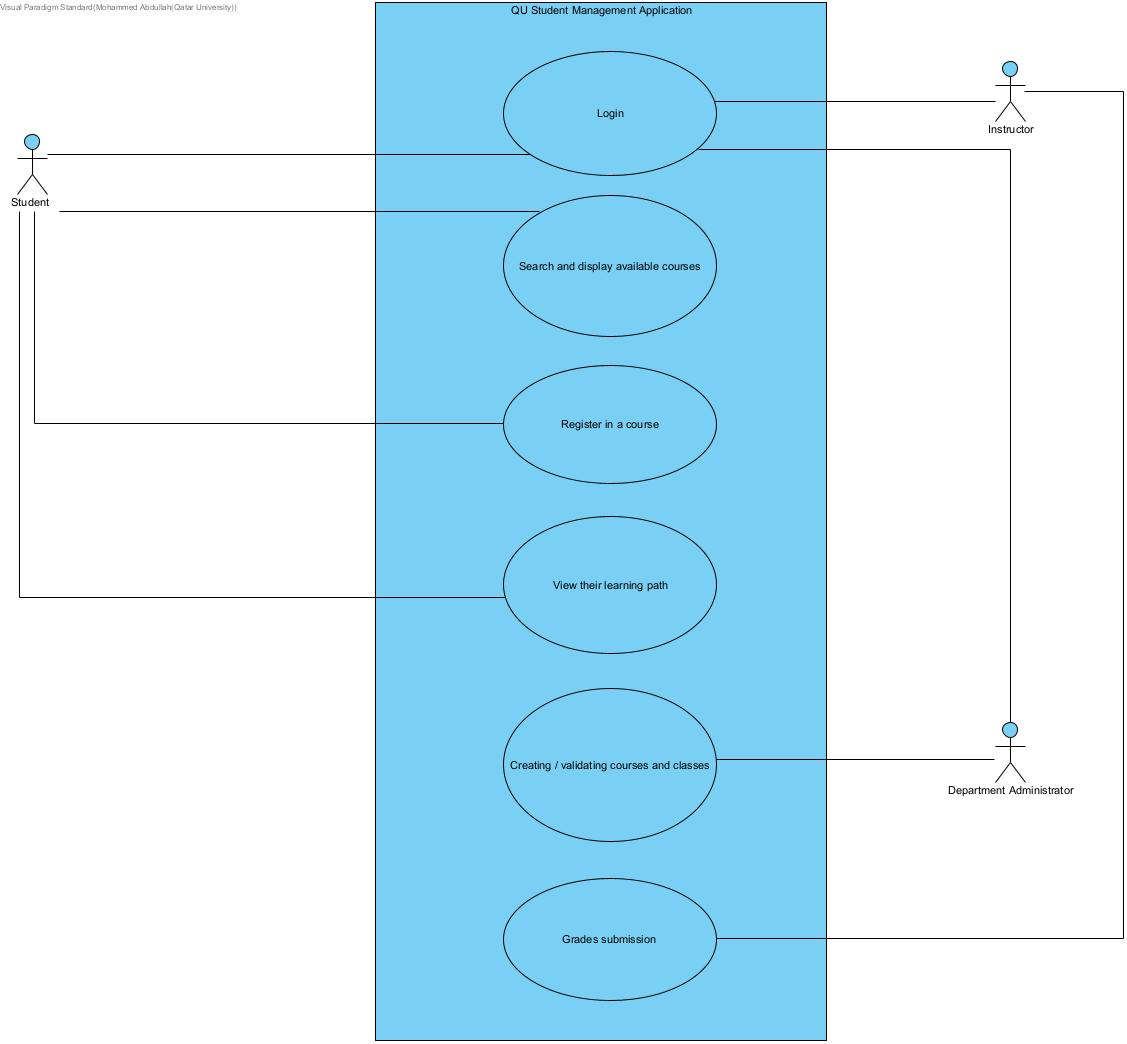 Visual Paradigm Standard(Mohammed Abdullah(Qatar University))
QU Student Management Application
Login
Instructor
Student
Search and display available courses
Register in a course
View their learning path
Creating / validating courses and classes
Department Administrator
Grades submission